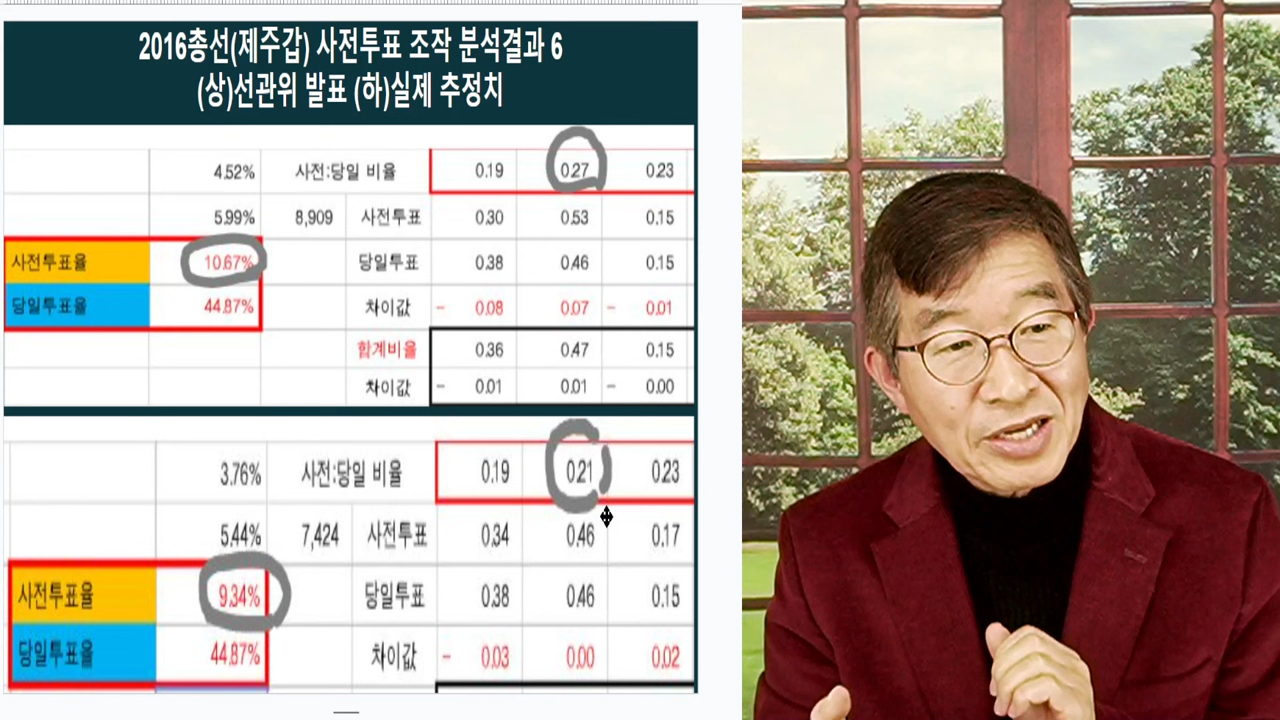 2016총선(제주갑) 사전투표 조작 분석결과 6
(상)선관위 발표 (하)실제 추정치
4.52% 사전:당일 비율 0.19 0.27 0.23
5.99% 8,909 사전투표 0.30 0.53 0.15
사전투표율 10.67% 당일투표 0.38 0.46 0.15
당일투표율 44.87% 차이값 - 0.08 0.07 - 0.01
합계비율 0.36 0.47 0.15
차이값 - 0.01 0.01 - 0.00
3.76% 사전:당일 비율 0.19 0.21 0.23
5.44% 7,424 사전투표 0.34 0.46 0.17
사전투표율 9.34% 당일투표 0.38 0.46 0.15
당일투표율 44.87% 차이값 - 0.03 0.00 0.02